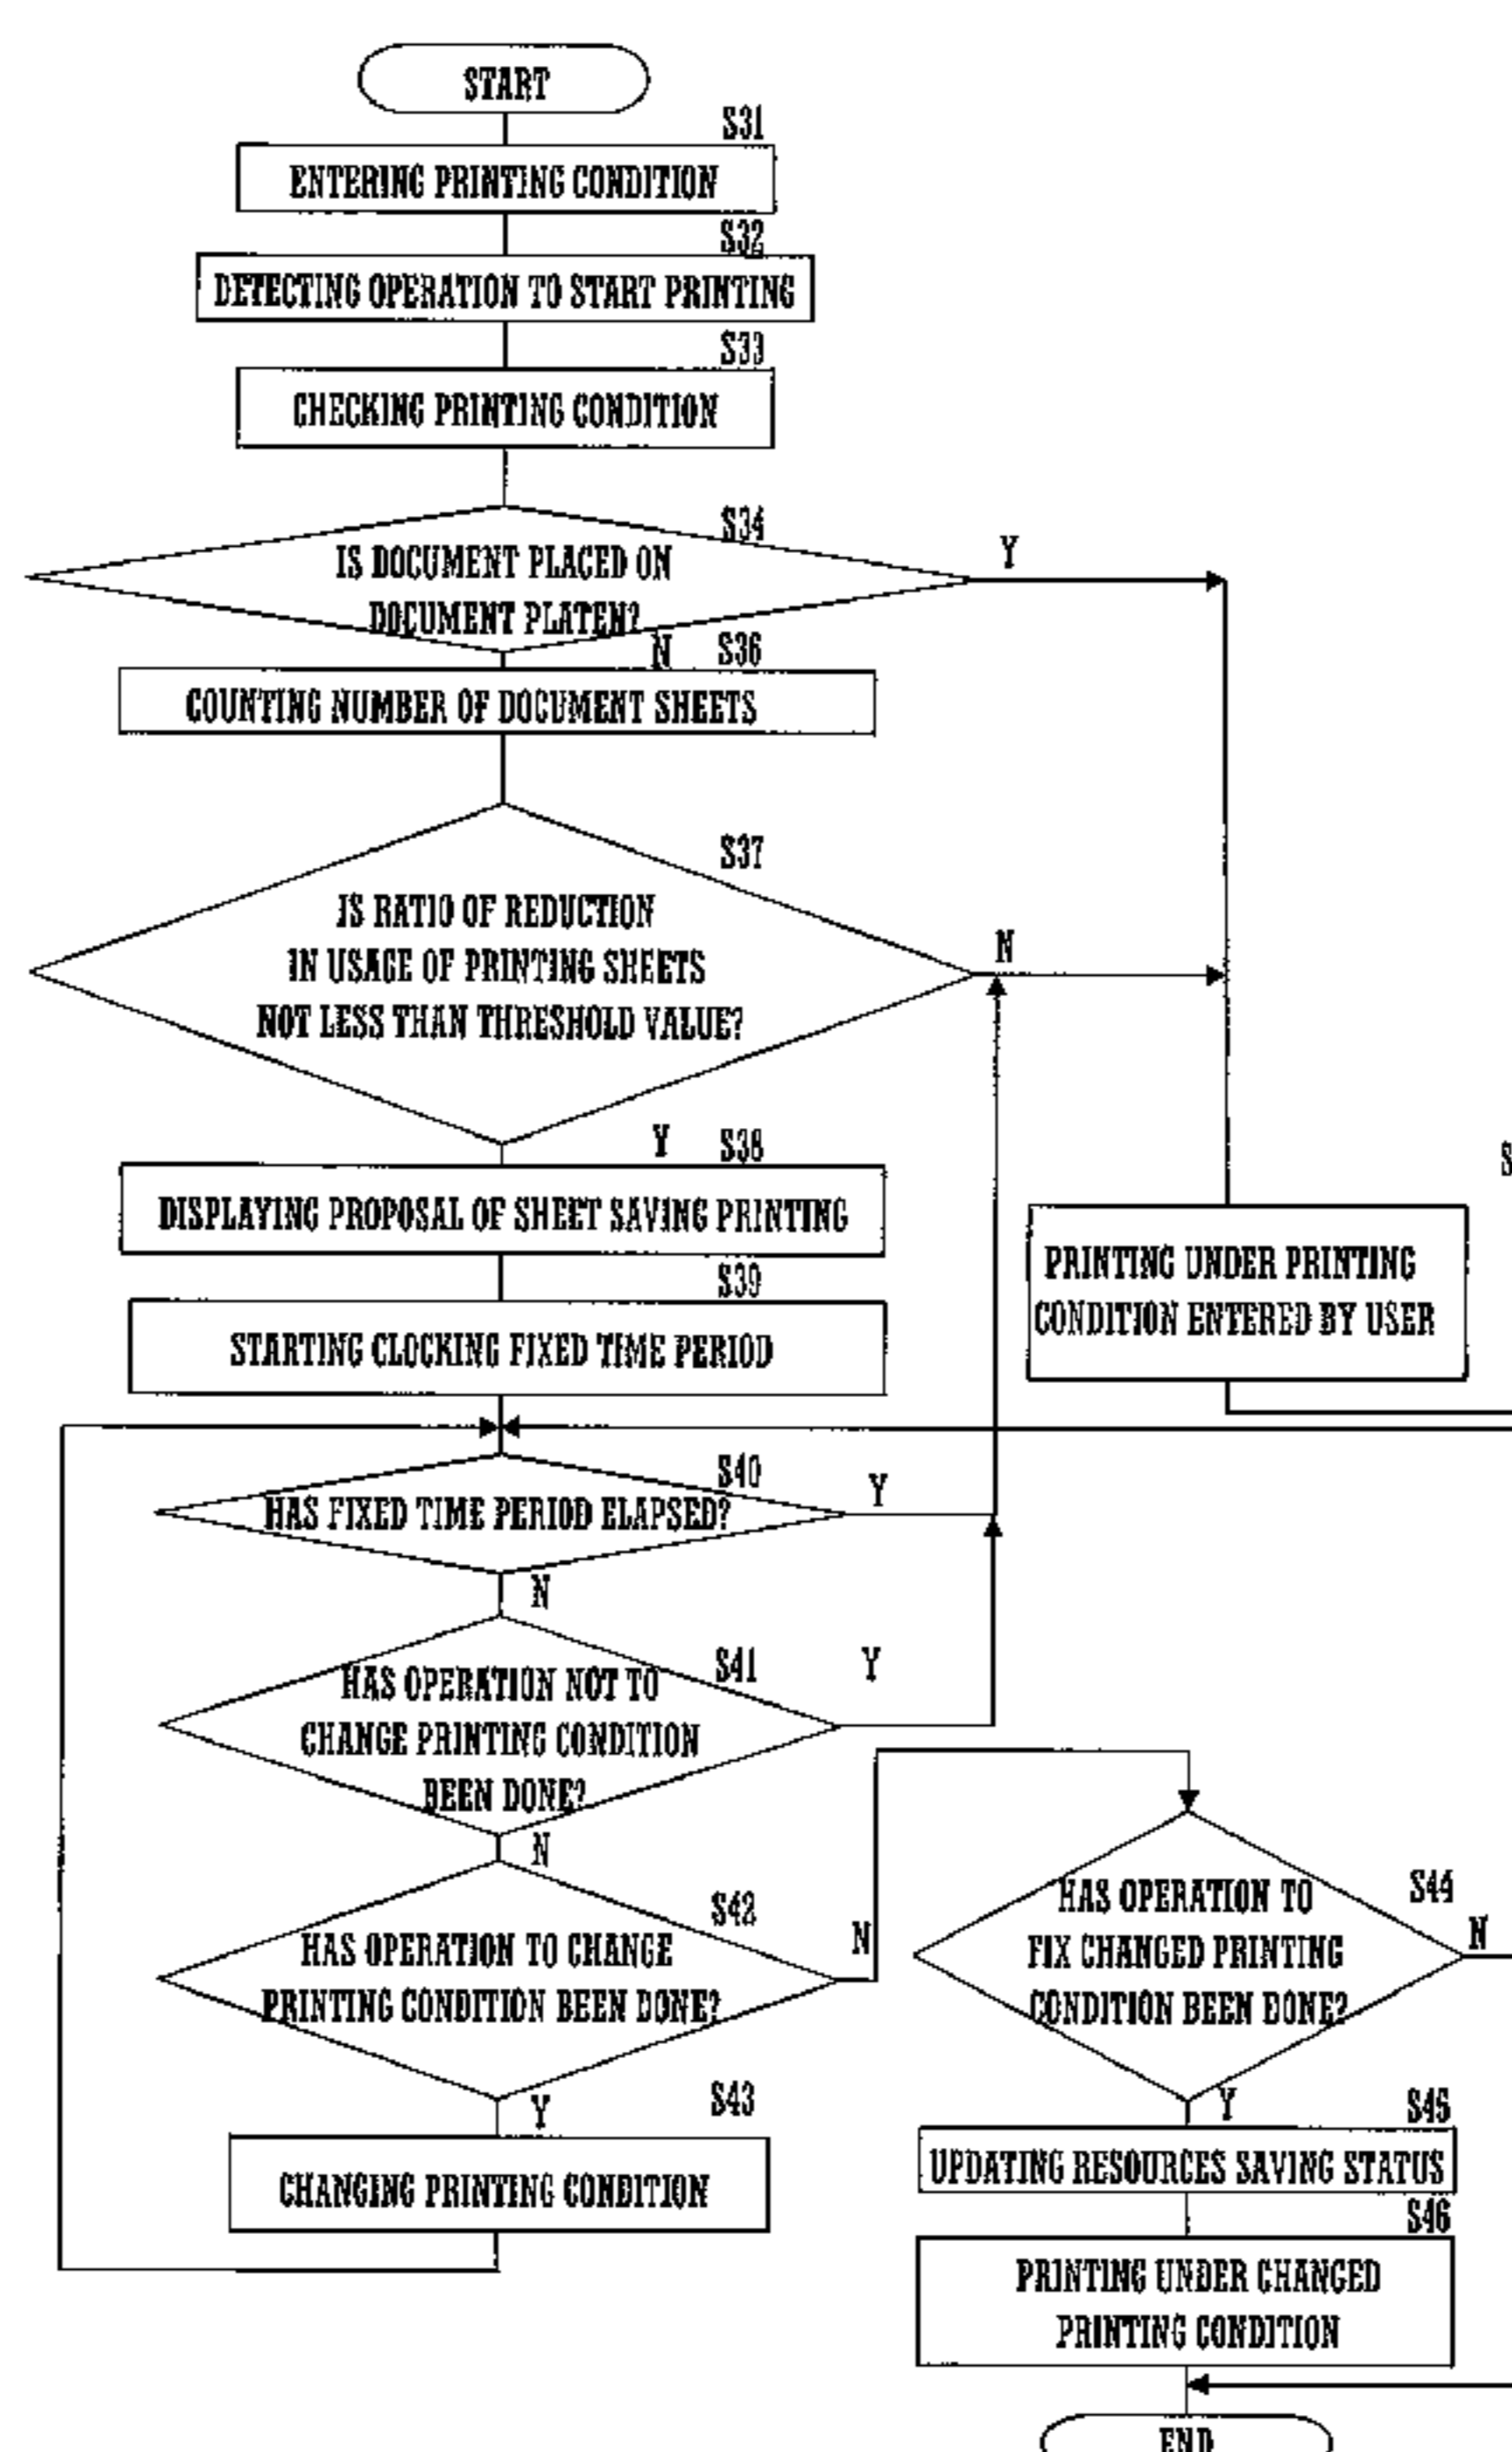 START
S31
ENTERING PRINTING CONDITION
S32
DETECTING OPERATION TO START PRINTING
S33
CHECKING PRINTING CONDITION
S34
IS DOCUMENT PLACED ON
DOCUMENT PLATEN?
Y
N
S36
COUNTING NUMBER OF DOCUMENT SHEETS
S37
IS RATIO OF REDUCTION
IN USAGE OF PRINTING SHEETS
NOT LESS THAN THRESHOLD VALUE?
N
Y
S38
DISPLAYING PROPOSAL OF SHEET SAVING PRINTING
S39
STARTING CLOCKING FIXED TIME PERIOD
S
PRINTING UNDER PRINTING
CONDITION ENTERED BY USER
S40
HAS FIXED TIME PERIOD ELAPSED?
Y
N
S41
HAS OPERATION NOT TO
CHANGE PRINTING CONDITION
BEEN DONE?
Y
N
S42
HAS OPERATION TO CHANGE
PRINTING CONDITION BEEN DONE?
N
Y
S43
CHANGING PRINTING CONDITION
S44
HAS OPERATION TO
FIX CHANGED PRINTING
CONDITION BEEN DONE?
N
Y
S45
UPDATING RESOURCES SAVING STATUS
S46
PRINTING UNDER CHANGED
PRINTING CONDITION
END